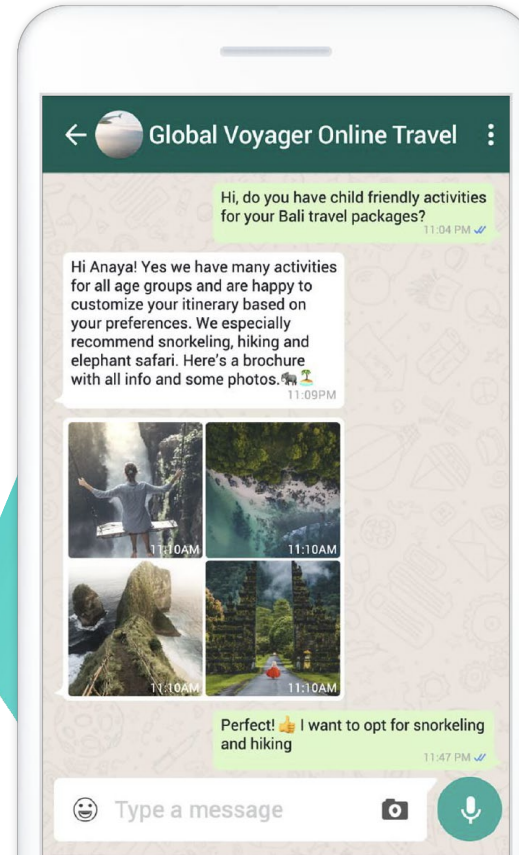 Global Voyager Online Travel
Hi, do you have child friendly activities
for your Bali travel packages?
11:04 PM
Hi Anaya! Yes we have many activities
for all age groups and are happy to
customize your itinerary based on
your preferences. We especially
recommend snorkeling, hiking and
elephant safari. Here's a brochure
with all info and some photos.🐘🏝️
11:09PM
11:10AM
11:10AM
11:10AM
11:10AM
Perfect! 👍 I want to opt for snorkeling
and hiking
11:47 PM
Type a message